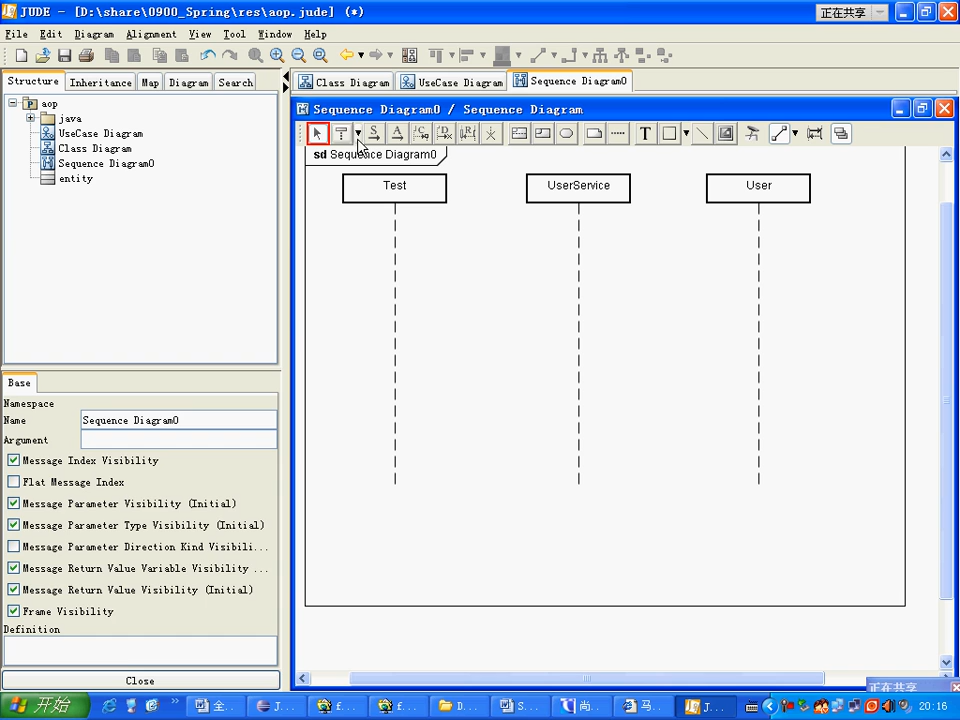 JUDE - [D:\share\0900_Spring\res\aop.jude] (*)
正在共享
File Edit Diagram Alignment View Tool Window Help
Structure Inheritance Map Diagram Search
Class Diagram UseCase Diagram Sequence Diagram0
aop
java
UseCase Diagram
Class Diagram
Sequence Diagram0
entity
Sequence Diagram0 / Sequence Diagram
sd Sequence Diagram0
Test UserService User
Base
Namespace
Name Sequence Diagram0
Argument
Message Index Visibility
Flat Message Index
Message Parameter Visibility (Initial)
Message Parameter Type Visibility (Initial)
Message Parameter Direction Kind Visibili...
Message Return Value Variable Visibility ...
Message Return Value Visibility (Initial)
Frame Visibility
Definition
Close
正在共享
开始 全.. J... f... f... D... S... 尚.. 马.. J... 20:16